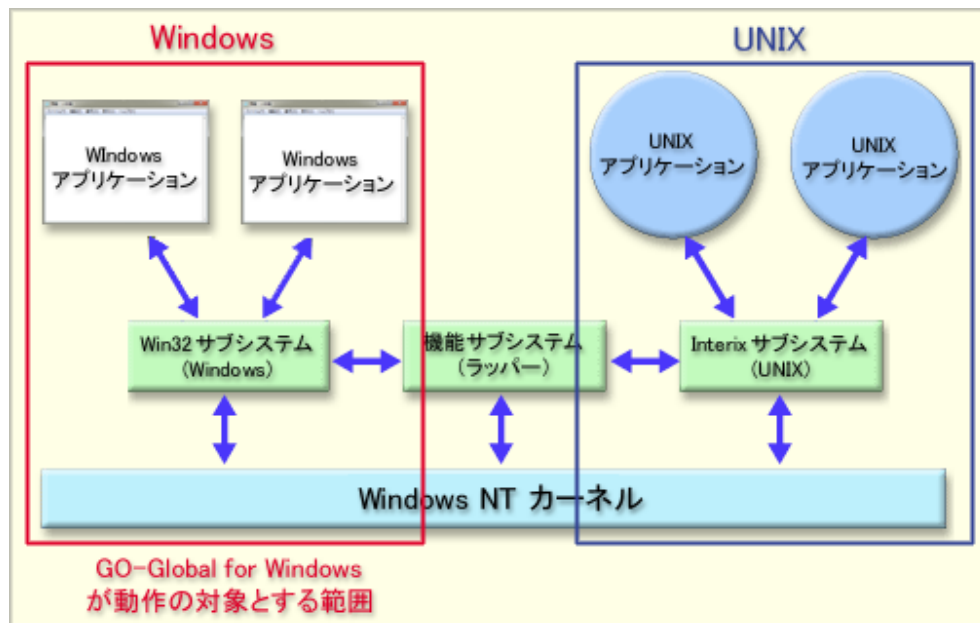 Windows
UNIX
WIndows
アプリケーション
Windows
アプリケーション
UNIX
アプリケーション
UNIX
アプリケーション
Win32 サブシステム
(Windows)
機能サブシステム
(ラッパー)
Interix サブシステム
(UNIX)
Windows NT カーネル
GO-Global for Windows
が動作の対象とする範囲